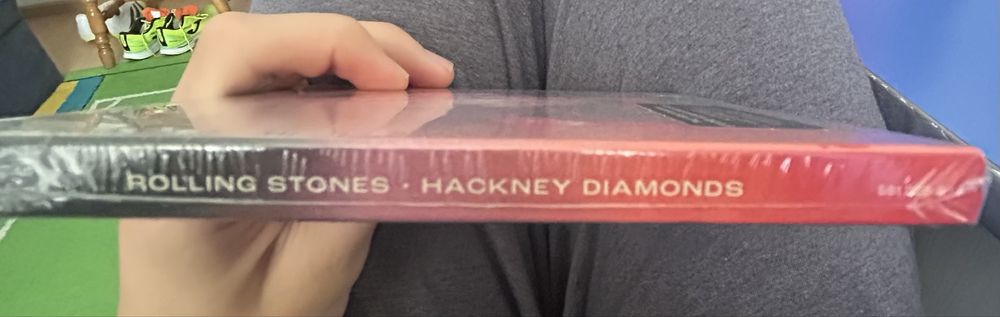 ROLLING STONES · HACKNEY DIAMONDS